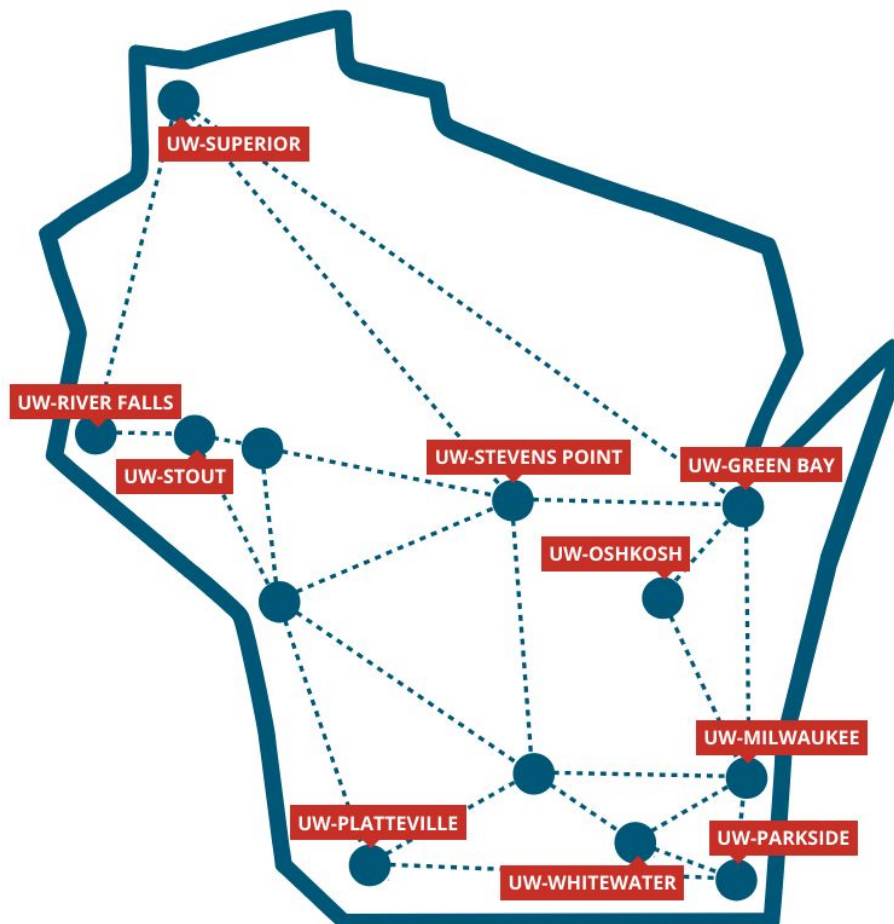 UW-SUPERIOR
UW-RIVER FALLS
UW-STOUT
UW-STEVENS POINT
UW-GREEN BAY
UW-OSHKOSH
UW-MILWAUKEE
UW-PLATTEVILLE
UW-PARKSIDE
UW-WHITEWATER